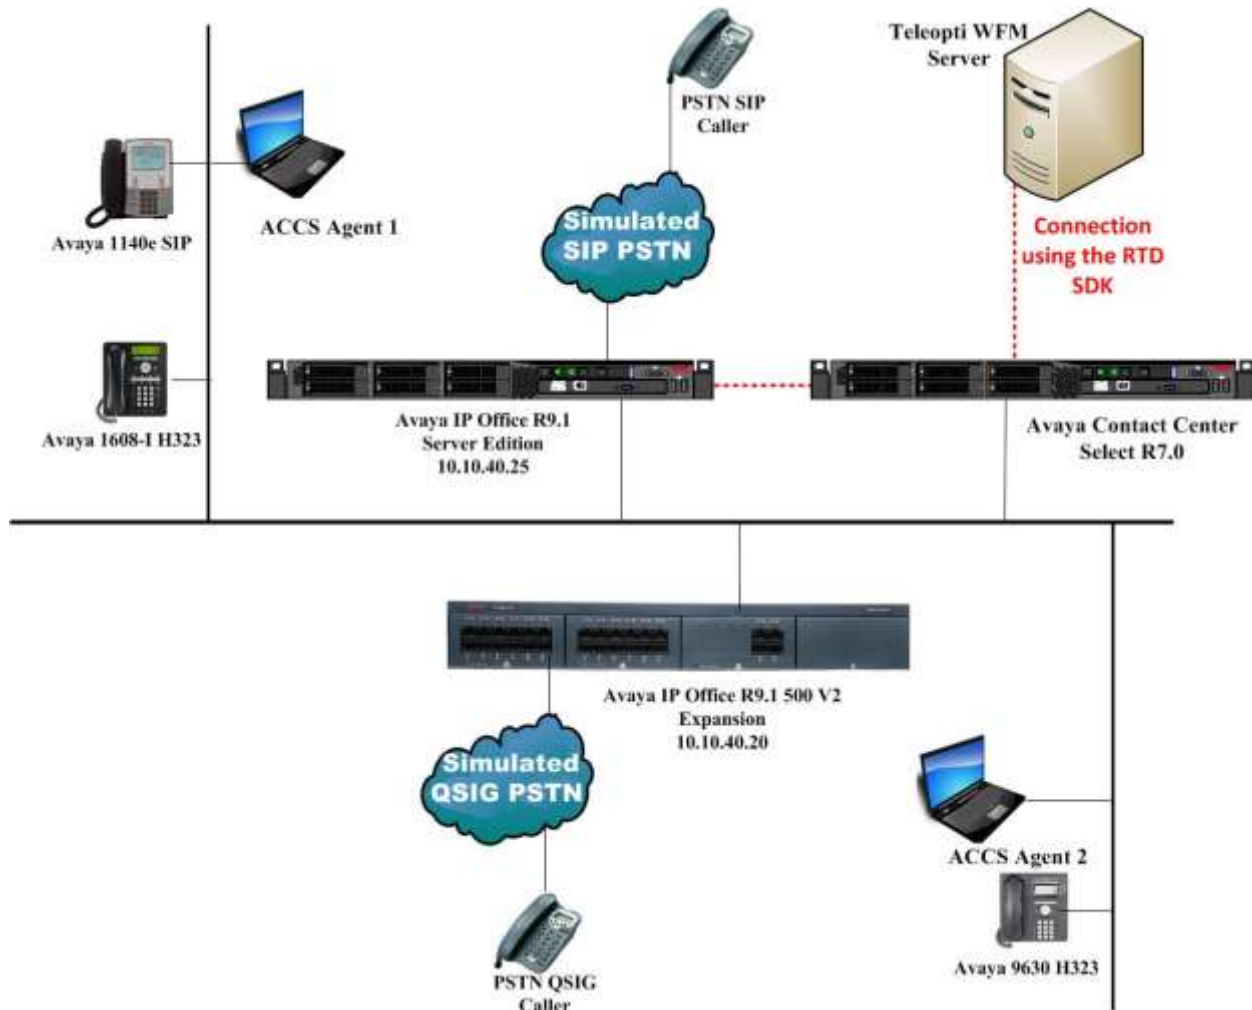 Teleopti WFM
Server
PSTN SIP
Caller
Simulated
SIP PSTN
ACCS Agent 1
Avaya 1140e SIP
Connection
using the RTD
SDK
Avaya 1608-I H323
Avaya IP Office R9.1
Server Edition
10.10.40.25
Avaya Contact Center
Select R7.0
Avaya IP Office R9.1 500 V2
Expansion
10.10.40.20
Simulated
QSIG PSTN
ACCS Agent 2
Avaya 9630 H323
PSTN QSIG
Caller